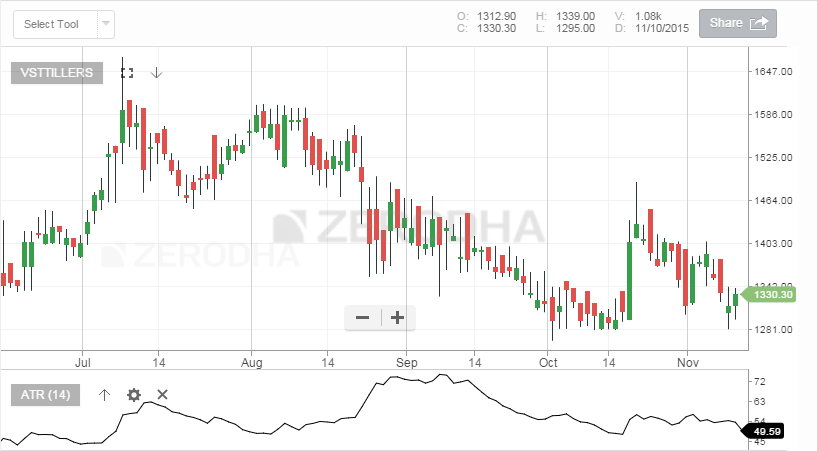 Select Tool
O: 1312.90 H: 1339.00 V: 1.08k
C: 1330.30 L: 1295.00 D: 11/10/2015
Share
VSTTILLERS
1647.00
1586.00
1525.00
1464.00
ZERODHA
ZERODHA
1403.00
1342.00
1330.30
1281.00
Jul 14 Aug 14 Sep 14 Oct 14 Nov
ATR (14)
72
63
54
49.59
45